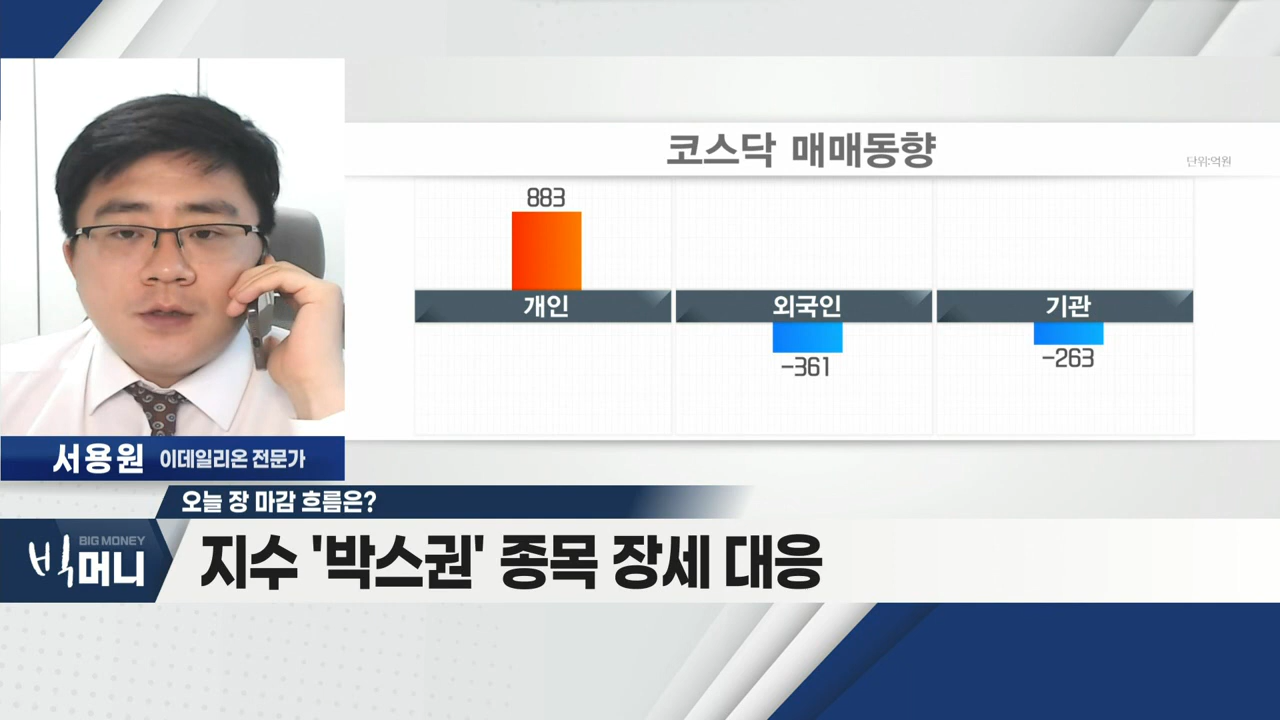 코스닥 매매동향
단위:억원
883
개인
외국인
기관
-361
-263
서용원 이데일리온 전문가
오늘 장 마감 흐름은?
BIG MONEY
빅머니
지수 '박스권' 종목 장세 대응